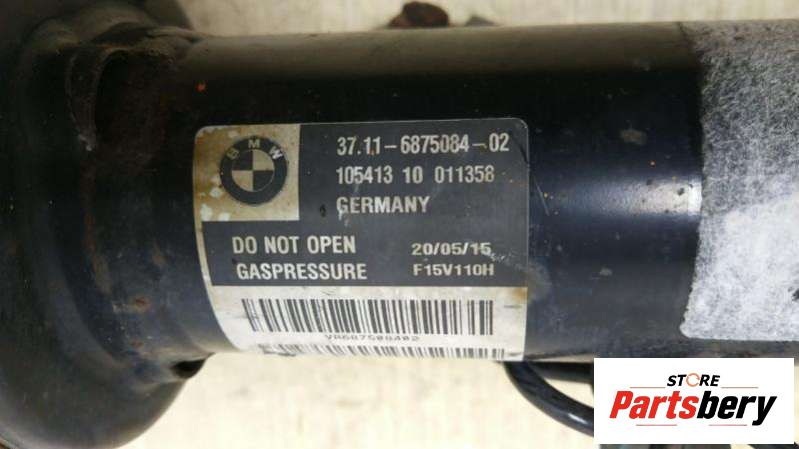 BMW
37.11-6875084-02
105413 10 011358
GERMANY
DO NOT OPEN 20/05/15
GASPRESSURE F15V110H
VR687508402
STORE
Partsbery